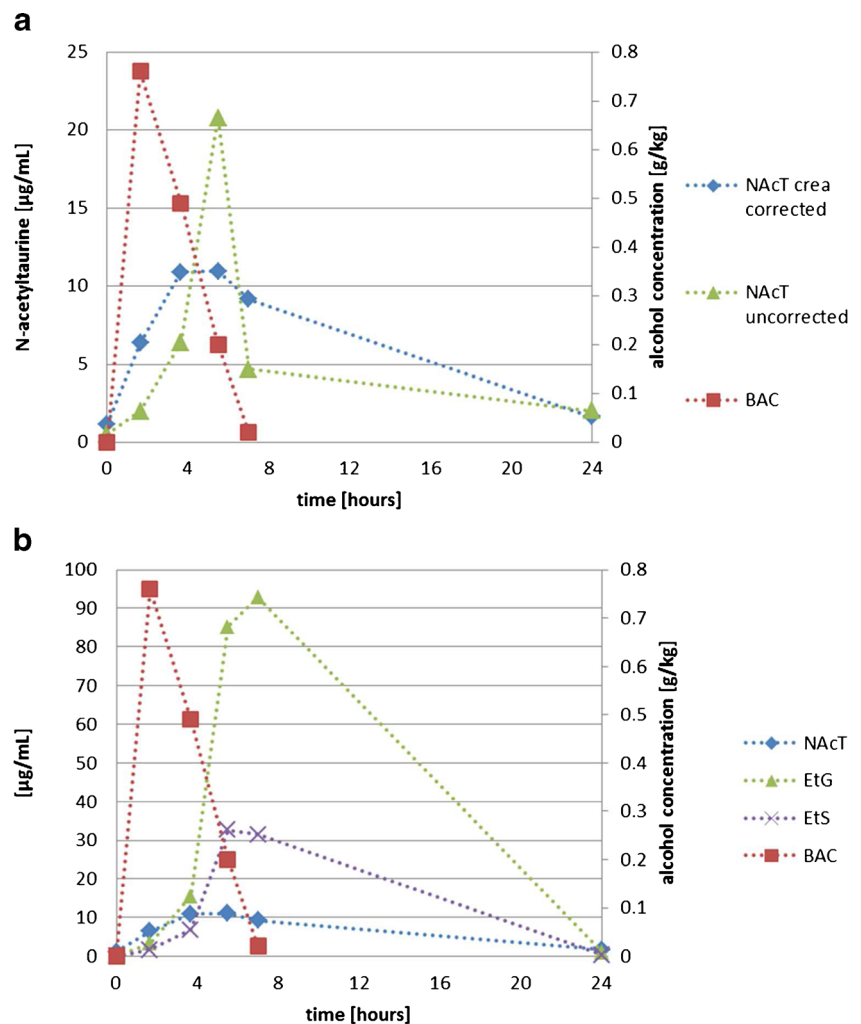 a
25
20
15
10
5
0
N-acetyltaurine [µg/mL]
0.8
0.7
0.6
0.5
0.4
0.3
0.2
0.1
0
alcohol concentration [g/kg]
0 4 8 12 16 20 24
time [hours]
NAcT crea
corrected
NAcT
uncorrected
BAC
b
100
90
80
70
60
50
40
30
20
10
0
[µg/mL]
0.8
0.7
0.6
0.5
0.4
0.3
0.2
0.1
0
alcohol concentration [g/kg]
0 4 8 12 16 20 24
time [hours]
NAcT
EtG
EtS
BAC